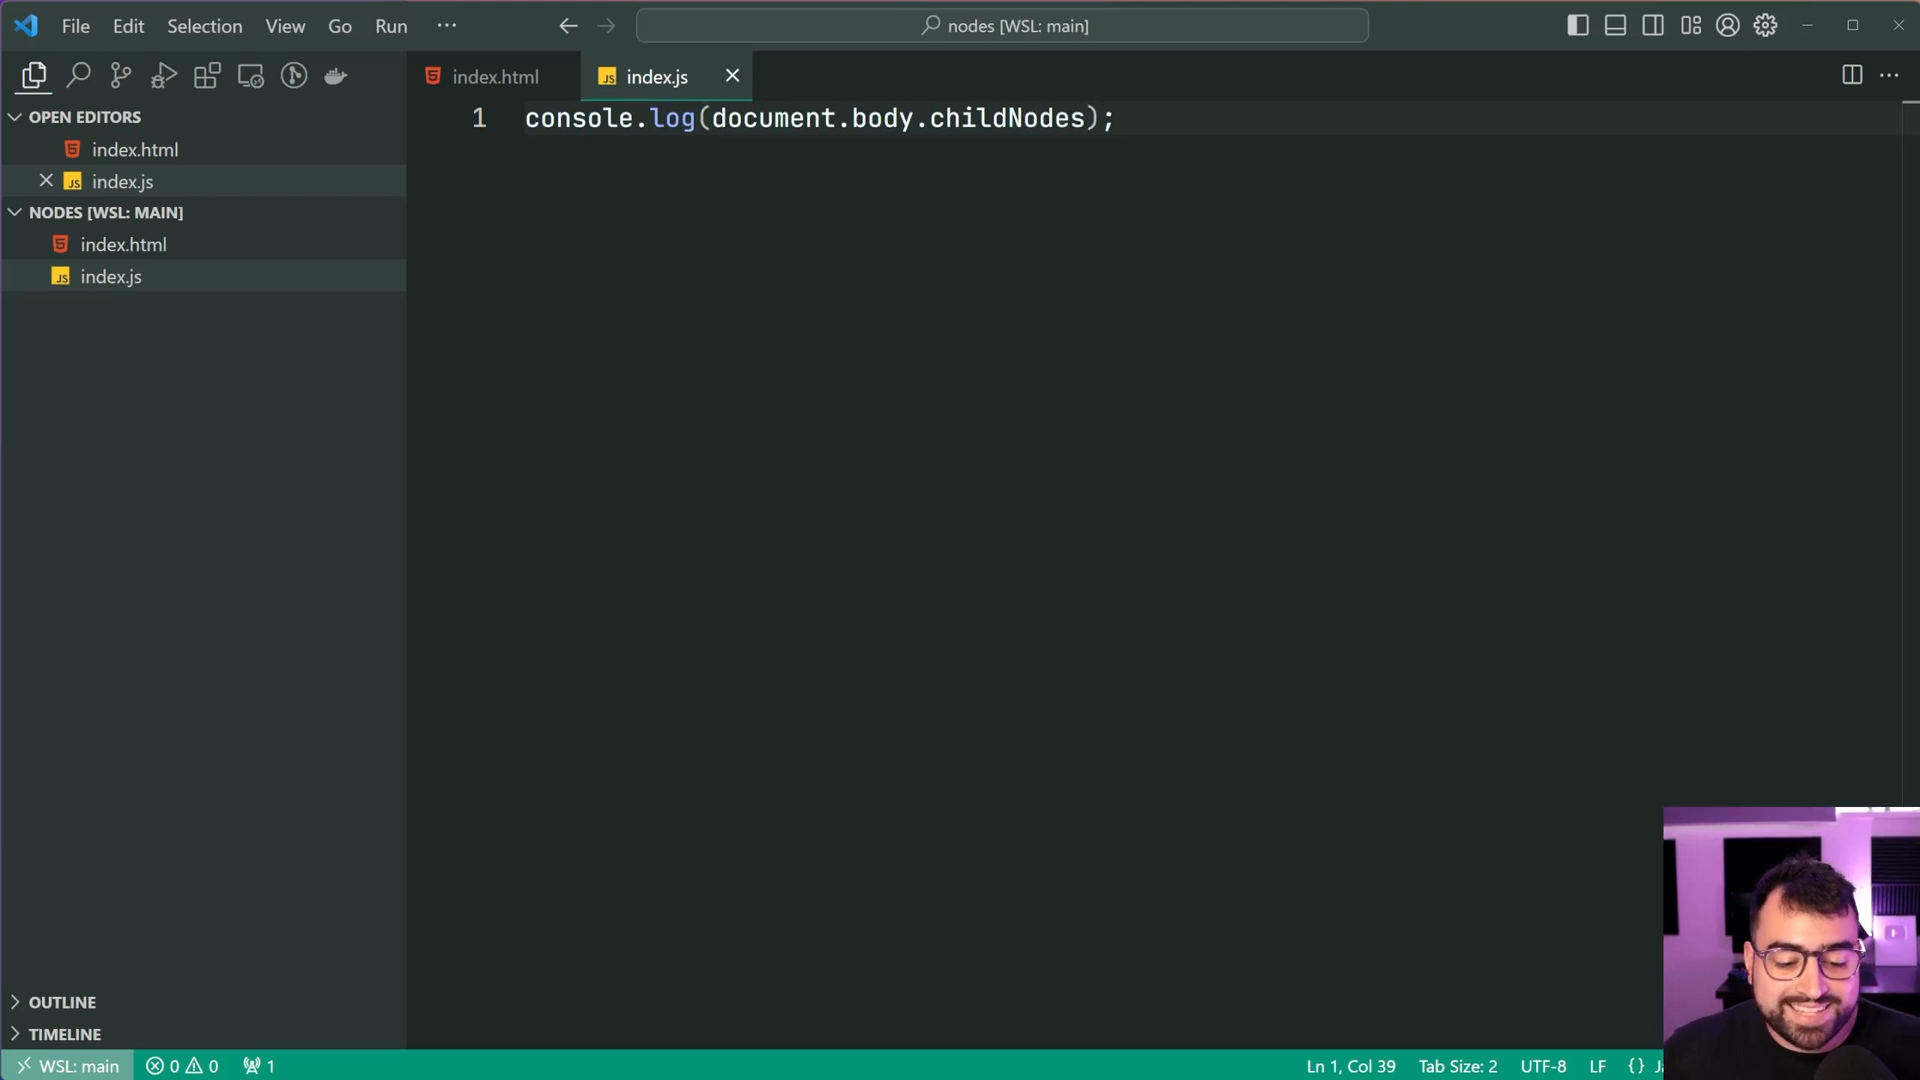 File Edit Selection View Go Run ···
nodes [WSL: main]
OPEN EDITORS
index.html
index.js
NODES [WSL: MAIN]
index.html
index.js
OUTLINE
TIMELINE
index.html
index.js
1 console.log(document.body.childNodes);
WSL: main 0 0 1
Ln 1, Col 39 Tab Size: 2 UTF-8 LF {}